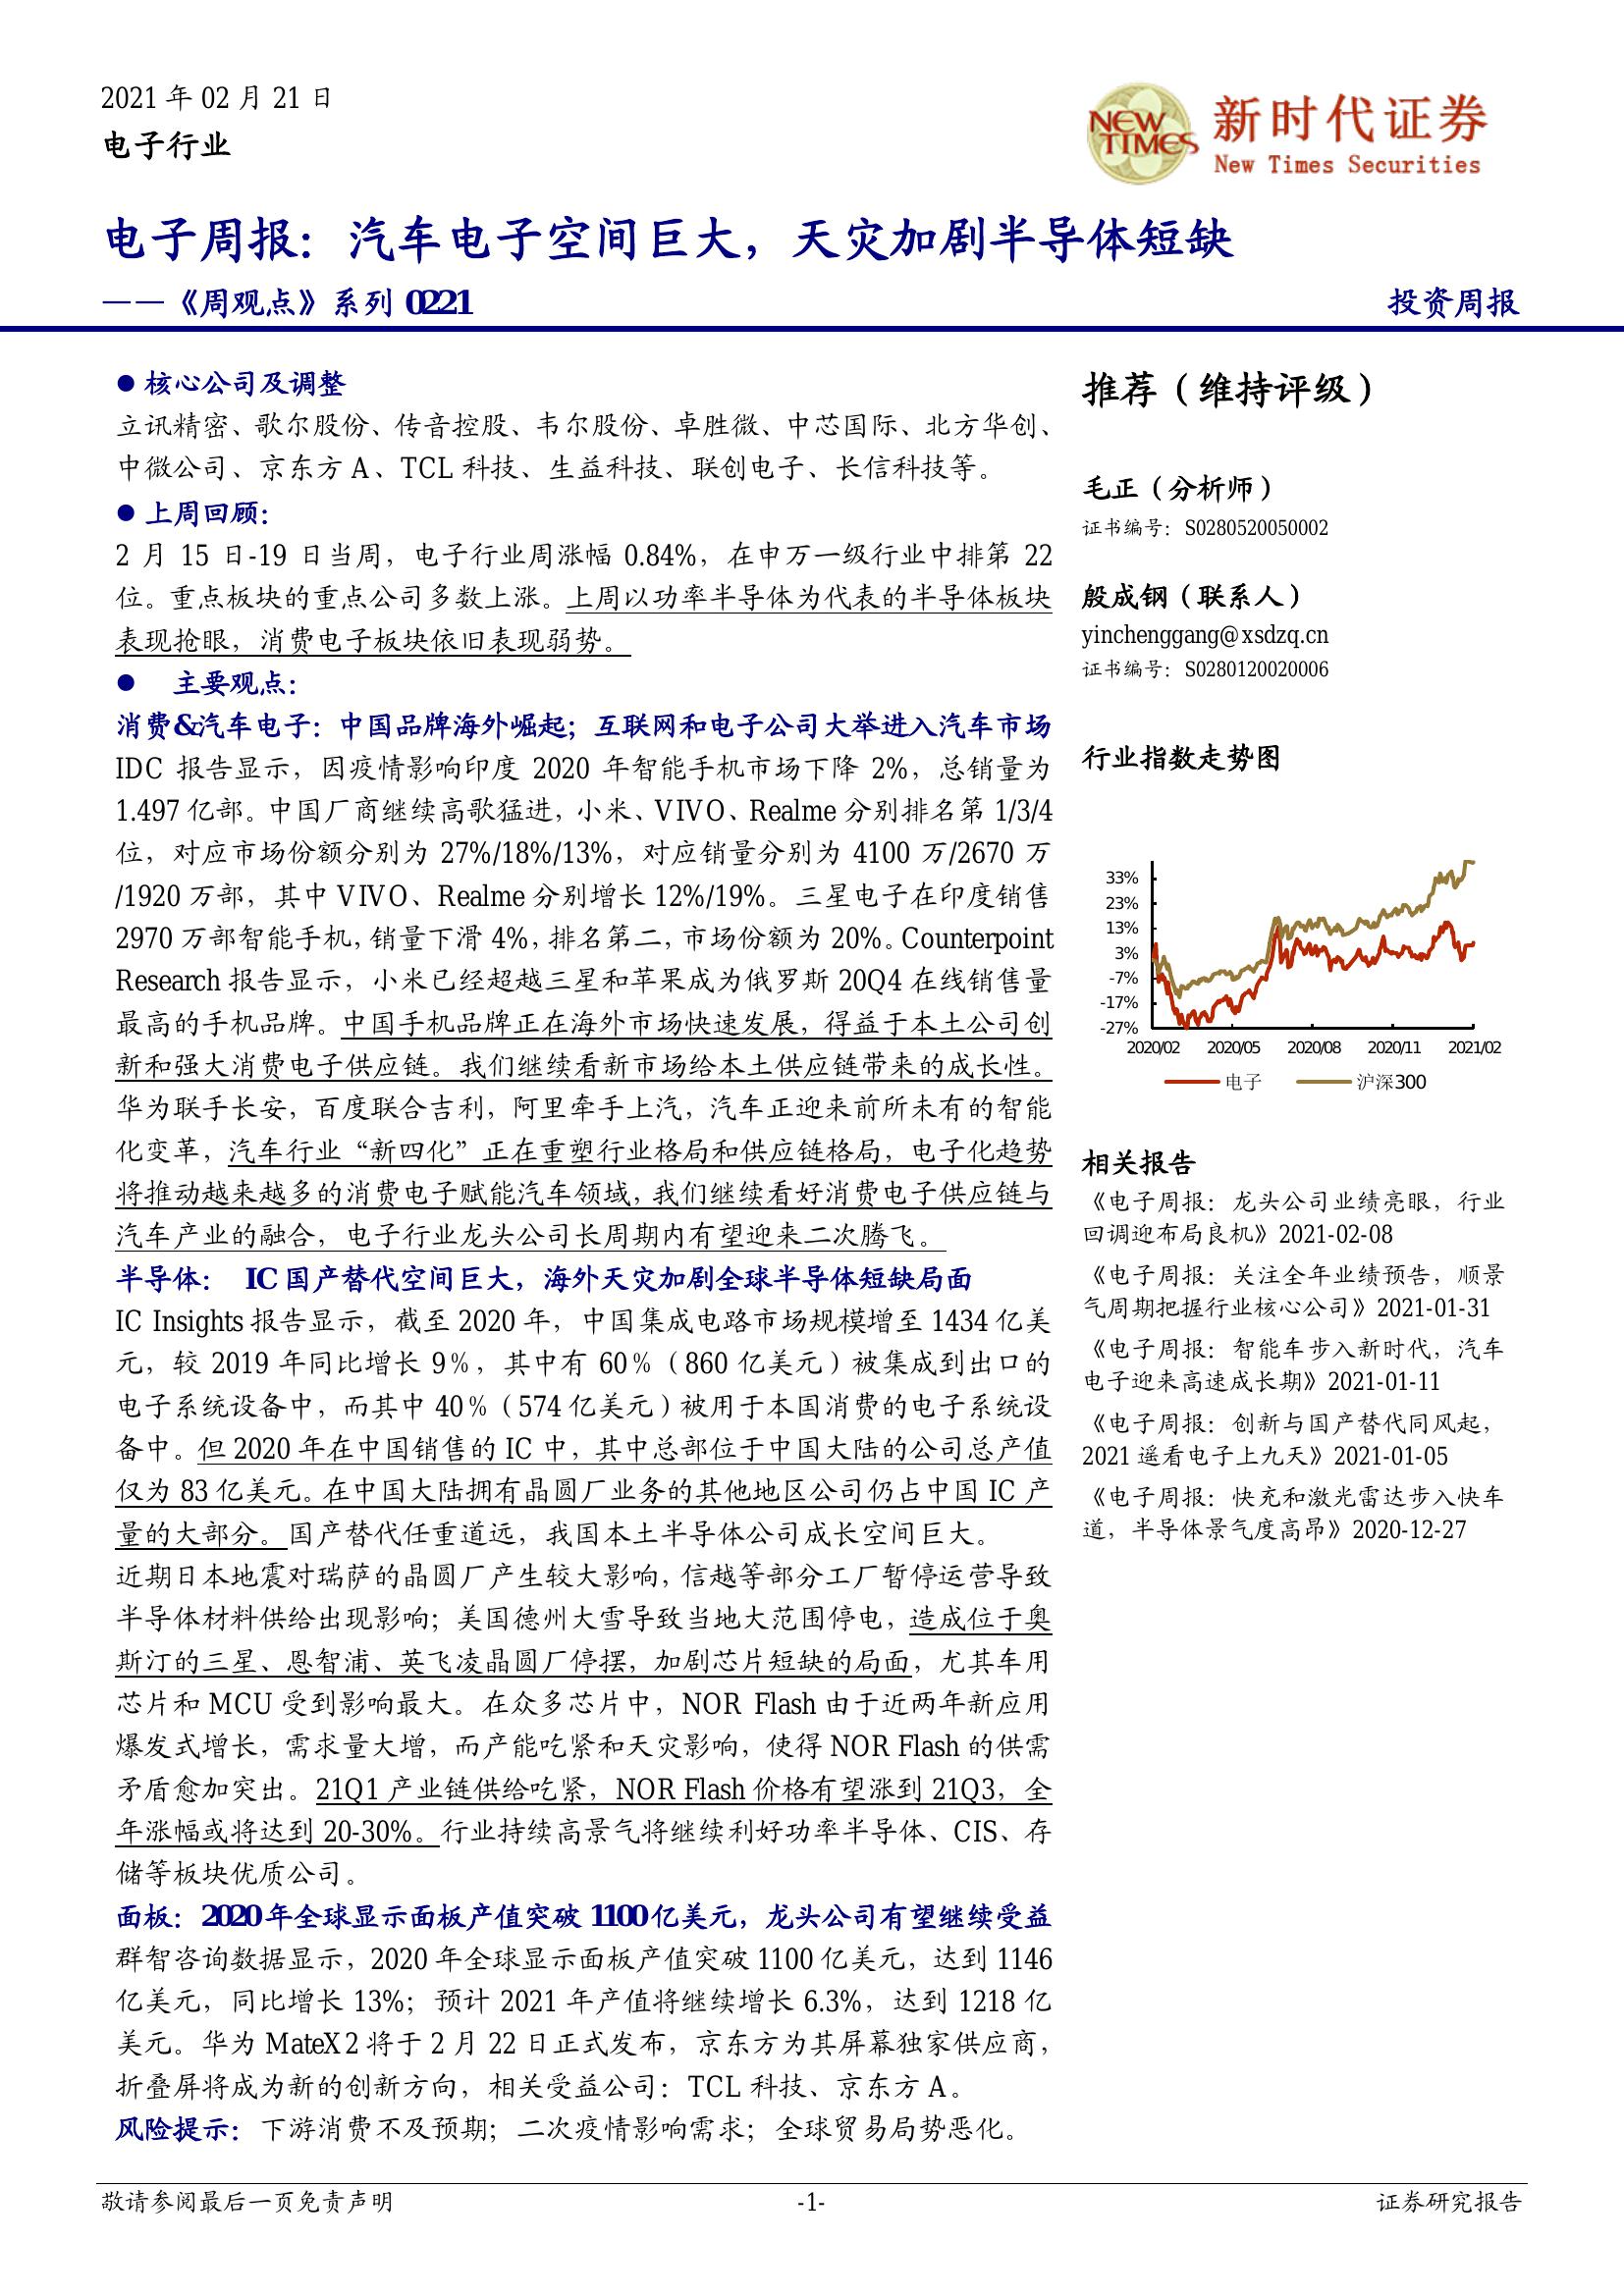 2021 年 02 月 21 日
电子行业
NEW TIMES
新时代证券
New Times Securities
电子周报：汽车电子空间巨大，天灾加剧半导体短缺
——《周观点》系列 0221
投资周报
● 核心公司及调整
立讯精密、歌尔股份、传音控股、韦尔股份、卓胜微、中芯国际、北方华创、
中微公司、京东方 A、TCL 科技、生益科技、联创电子、长信科技等。
● 上周回顾：
2 月 15 日-19 日当周，电子行业周涨幅 0.84%，在申万一级行业中排第 22
位。重点板块的重点公司多数上涨。上周以功率半导体为代表的半导体板块
表现抢眼，消费电子板块依旧表现弱势。
● 主要观点：
消费&汽车电子：中国品牌海外崛起；互联网和电子公司大举进入汽车市场
IDC 报告显示，因疫情影响印度 2020 年智能手机市场下降 2%，总销量为
1.497 亿部。中国厂商继续高歌猛进，小米、VIVO、Realme 分别排名第 1/3/4
位，对应市场份额分别为 27%/18%/13%，对应销量分别为 4100 万/2670 万
/1920 万部，其中 VIVO、Realme 分别增长 12%/19%。三星电子在印度销售
2970 万部智能手机，销量下滑 4%，排名第二，市场份额为 20%。Counterpoint
Research 报告显示，小米已经超越三星和苹果成为俄罗斯 20Q4 在线销售量
最高的手机品牌。中国手机品牌正在海外市场快速发展，得益于本土公司创
新和强大消费电子供应链。我们继续看新市场给本土供应链带来的成长性。
华为联手长安，百度联合吉利，阿里牵手上汽，汽车正迎来前所未有的智能
化变革，汽车行业“新四化”正在重塑行业格局和供应链格局，电子化趋势
将推动越来越多的消费电子赋能汽车领域，我们继续看好消费电子供应链与
汽车产业的融合，电子行业龙头公司长周期内有望迎来二次腾飞。
半导体： IC 国产替代空间巨大，海外天灾加剧全球半导体短缺局面
IC Insights 报告显示，截至 2020 年，中国集成电路市场规模增至 1434 亿美
元，较 2019 年同比增长 9％，其中有 60％（860 亿美元）被集成到出口的
电子系统设备中，而其中 40％（574 亿美元）被用于本国消费的电子系统设
备中。但 2020 年在中国销售的 IC 中，其中总部位于中国大陆的公司总产值
仅为 83 亿美元。在中国大陆拥有晶圆厂业务的其他地区公司仍占中国 IC 产
量的大部分。国产替代任重道远，我国本土半导体公司成长空间巨大。
近期日本地震对瑞萨的晶圆厂产生较大影响，信越等部分工厂暂停运营导致
半导体材料供给出现影响；美国德州大雪导致当地大范围停电，造成位于奥
斯汀的三星、恩智浦、英飞凌晶圆厂停摆，加剧芯片短缺的局面，尤其车用
芯片和 MCU 受到影响最大。在众多芯片中，NOR Flash 由于近两年新应用
爆发式增长，需求量大增，而产能吃紧和天灾影响，使得 NOR Flash 的供需
矛盾愈加突出。21Q1 产业链供给吃紧，NOR Flash 价格有望涨到 21Q3，全
年涨幅或将达到 20-30%。行业持续高景气将继续利好功率半导体、CIS、存
储等板块优质公司。
面板：2020 年全球显示面板产值突破 1100 亿美元，龙头公司有望继续受益
群智咨询数据显示，2020 年全球显示面板产值突破 1100 亿美元，达到 1146
亿美元，同比增长 13%；预计 2021 年产值将继续增长 6.3%，达到 1218 亿
美元。华为 MateX2 将于 2 月 22 日正式发布，京东方为其屏幕独家供应商，
折叠屏将成为新的创新方向，相关受益公司：TCL 科技、京东方 A。
风险提示：下游消费不及预期；二次疫情影响需求；全球贸易局势恶化。
推荐（维持评级）
毛正（分析师）
证书编号：S0280520050002
殷成钢（联系人）
yinchenggang@xsdzq.cn
证书编号：S0280120020006
行业指数走势图
33%
23%
13%
3%
-7%
-17%
-27%
2020/02 2020/05 2020/08 2020/11 2021/02
电子 沪深300
相关报告
《电子周报：龙头公司业绩亮眼，行业
回调迎布局良机》2021-02-08
《电子周报：关注全年业绩预告，顺景
气周期把握行业核心公司》2021-01-31
《电子周报：智能车步入新时代，汽车
电子迎来高速成长期》2021-01-11
《电子周报：创新与国产替代同风起，
2021 遥看电子上九天》2021-01-05
《电子周报：快充和激光雷达步入快车
道，半导体景气度高昂》2020-12-27
敬请参阅最后一页免责声明
-1-
证券研究报告